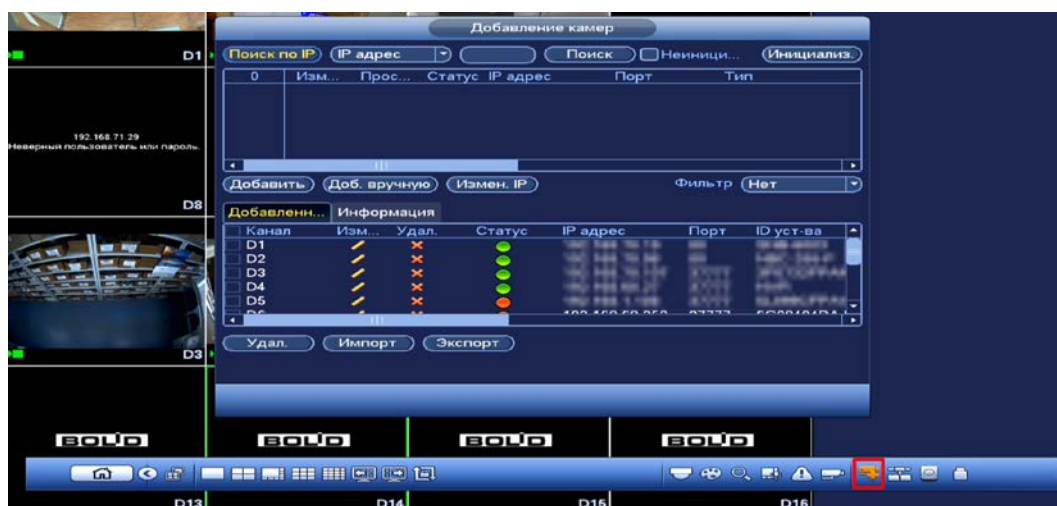 Добавление камер
D1
Поиск по IP IP адрес Поиск Неиници... Инициализ.
0 Изм... Прос... Статус IP адрес Порт Тип
192.168.71.29
Неверный пользователь или пароль.
Добавить Доб. вручную Измен. IP Фильтр Нет
D8
Добавленн... Информация
Канал Изм... Удал. Статус IP адрес Порт ID уст-ва
D1
D2
D3
D4
D5
Удал. Импорт Экспорт
D3
BOLID BOLID BOLID BOLID
D13 D14 D15 D16